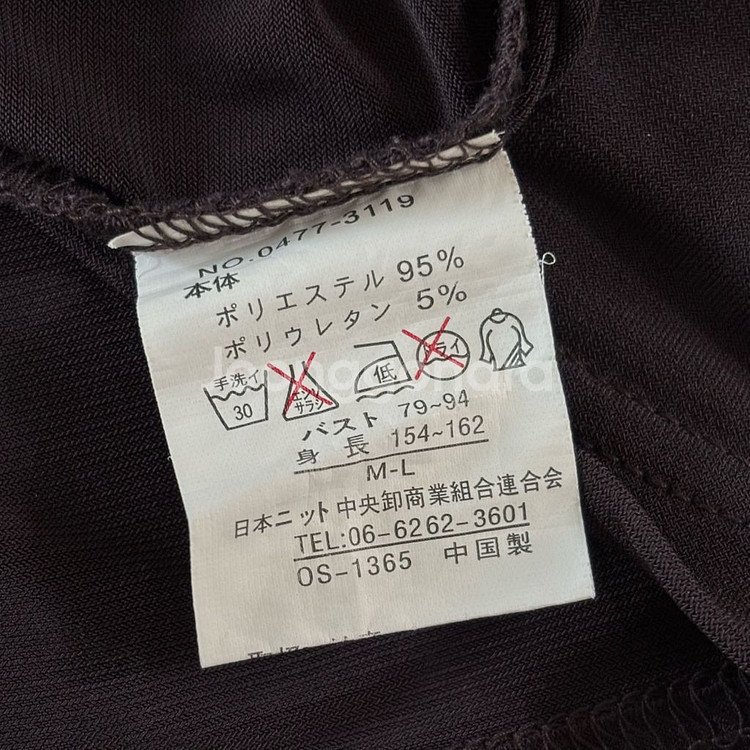 NO.0477-3119
本体
ポリエステル 95%
ポリウレタン 5%
手洗イ 30 エンソ サラシ 低 ドライ
バスト 79~94
身長 154~162
M-L
日本ニット中央卸商業組合連合会
TEL:06-6262-3601
OS-1365 中国製